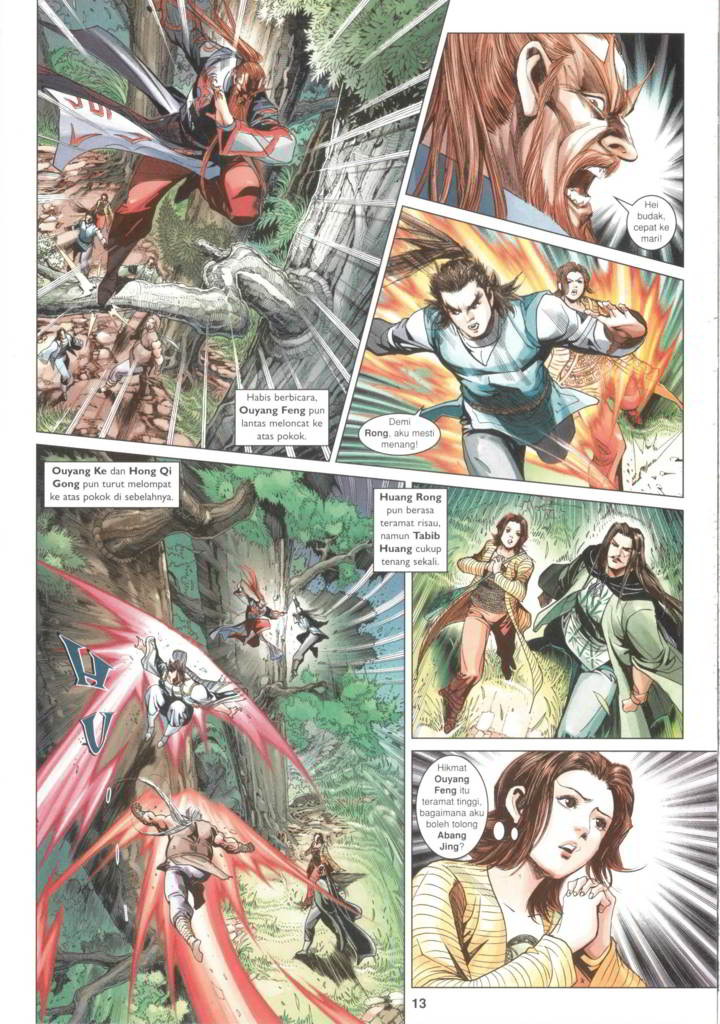 Habis berbicara,
Ouyang Feng pun
lantas meloncat ke
atas pokok.
Hei
budak,
cepat ke
mari!
Demi
Rong, aku mesti
menang!
Ouyang Ke dan Hong Qi
Gong pun turut melompat
ke atas pokok di sebelahnya.
HU
Huang Rong
pun berasa
teramat risau,
namun Tabib
Huang cukup
tenang sekali.
Hikmat
Ouyang
Feng itu
teramat tinggi,
bagaimana aku
boleh tolong
Abang
Jing?
13